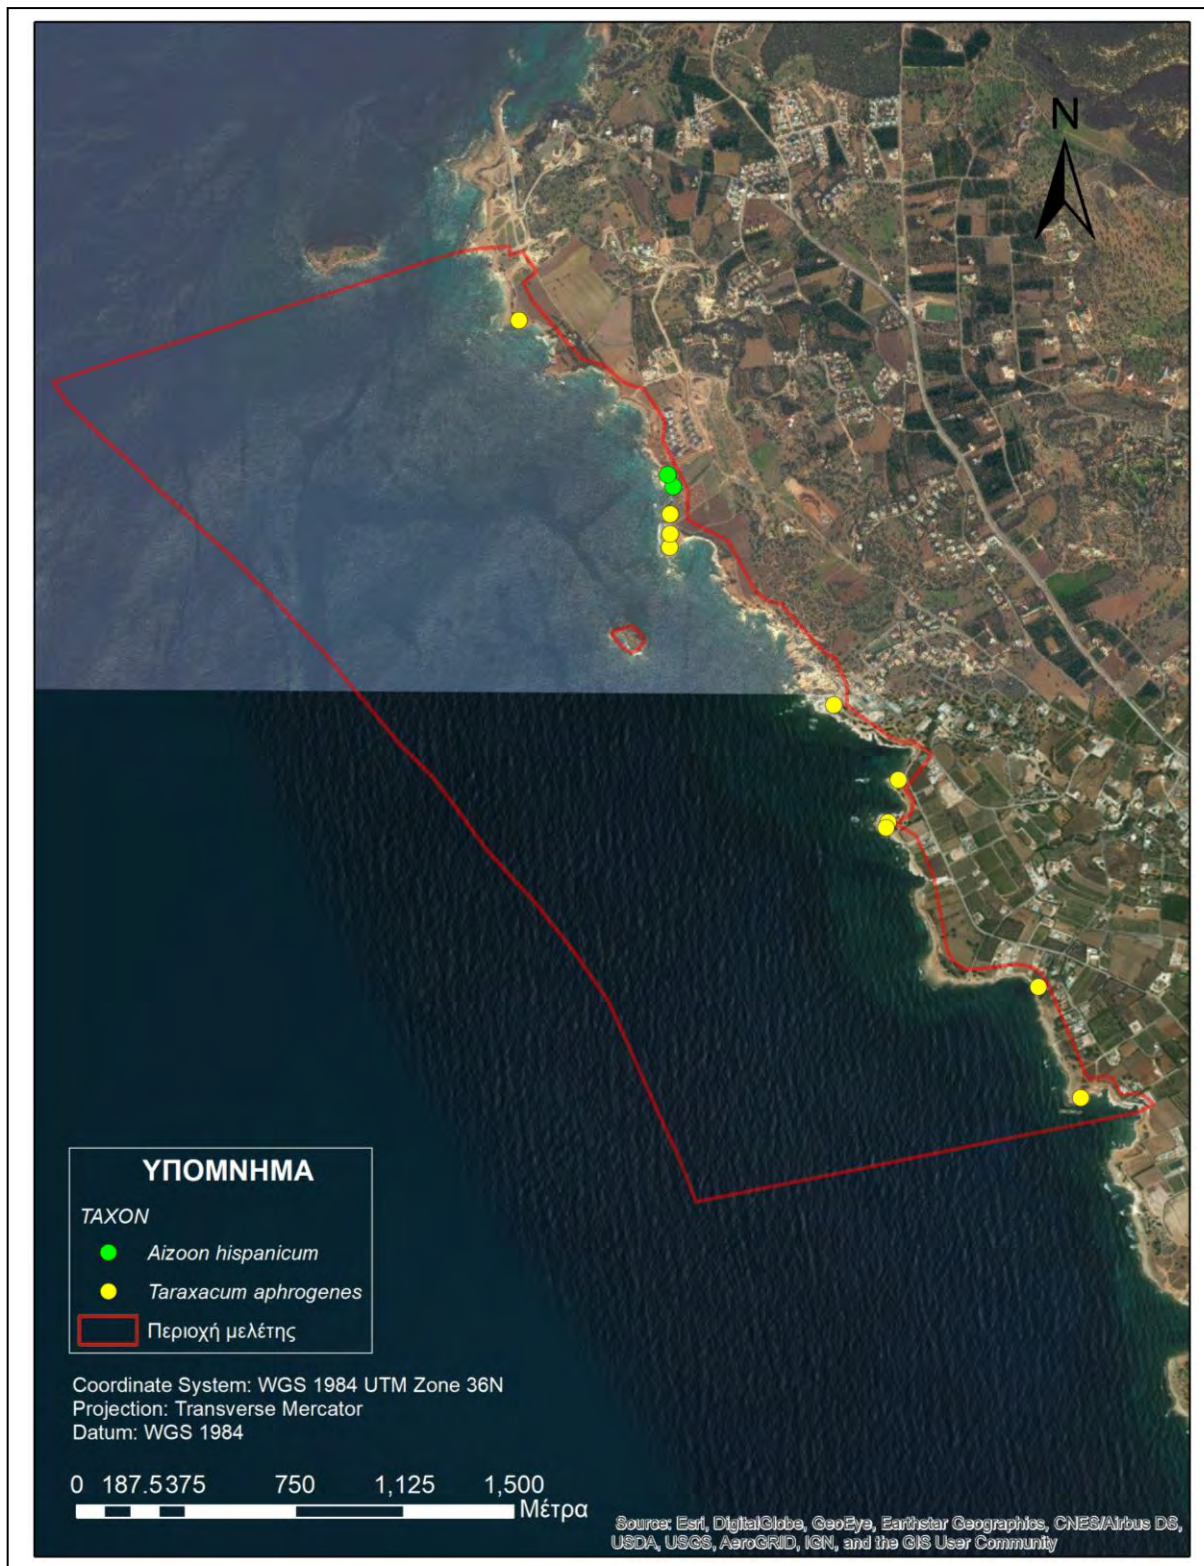 N
ΥΠΟΜΝΗΜΑ
TAXON
Aizoon hispanicum
Taraxacum aphrogenes
Περιοχή μελέτης
Coordinate System: WGS 1984 UTM Zone 36N
Projection: Transverse Mercator
Datum: WGS 1984
0 187.5 375 750 1,125 1,500
Μέτρα
Source: Esri, DigitalGlobe, GeoEye, Earthstar Geographics, CNES/Airbus DS,
USDA, USGS, AeroGRID, IGN, and the GIS User Community